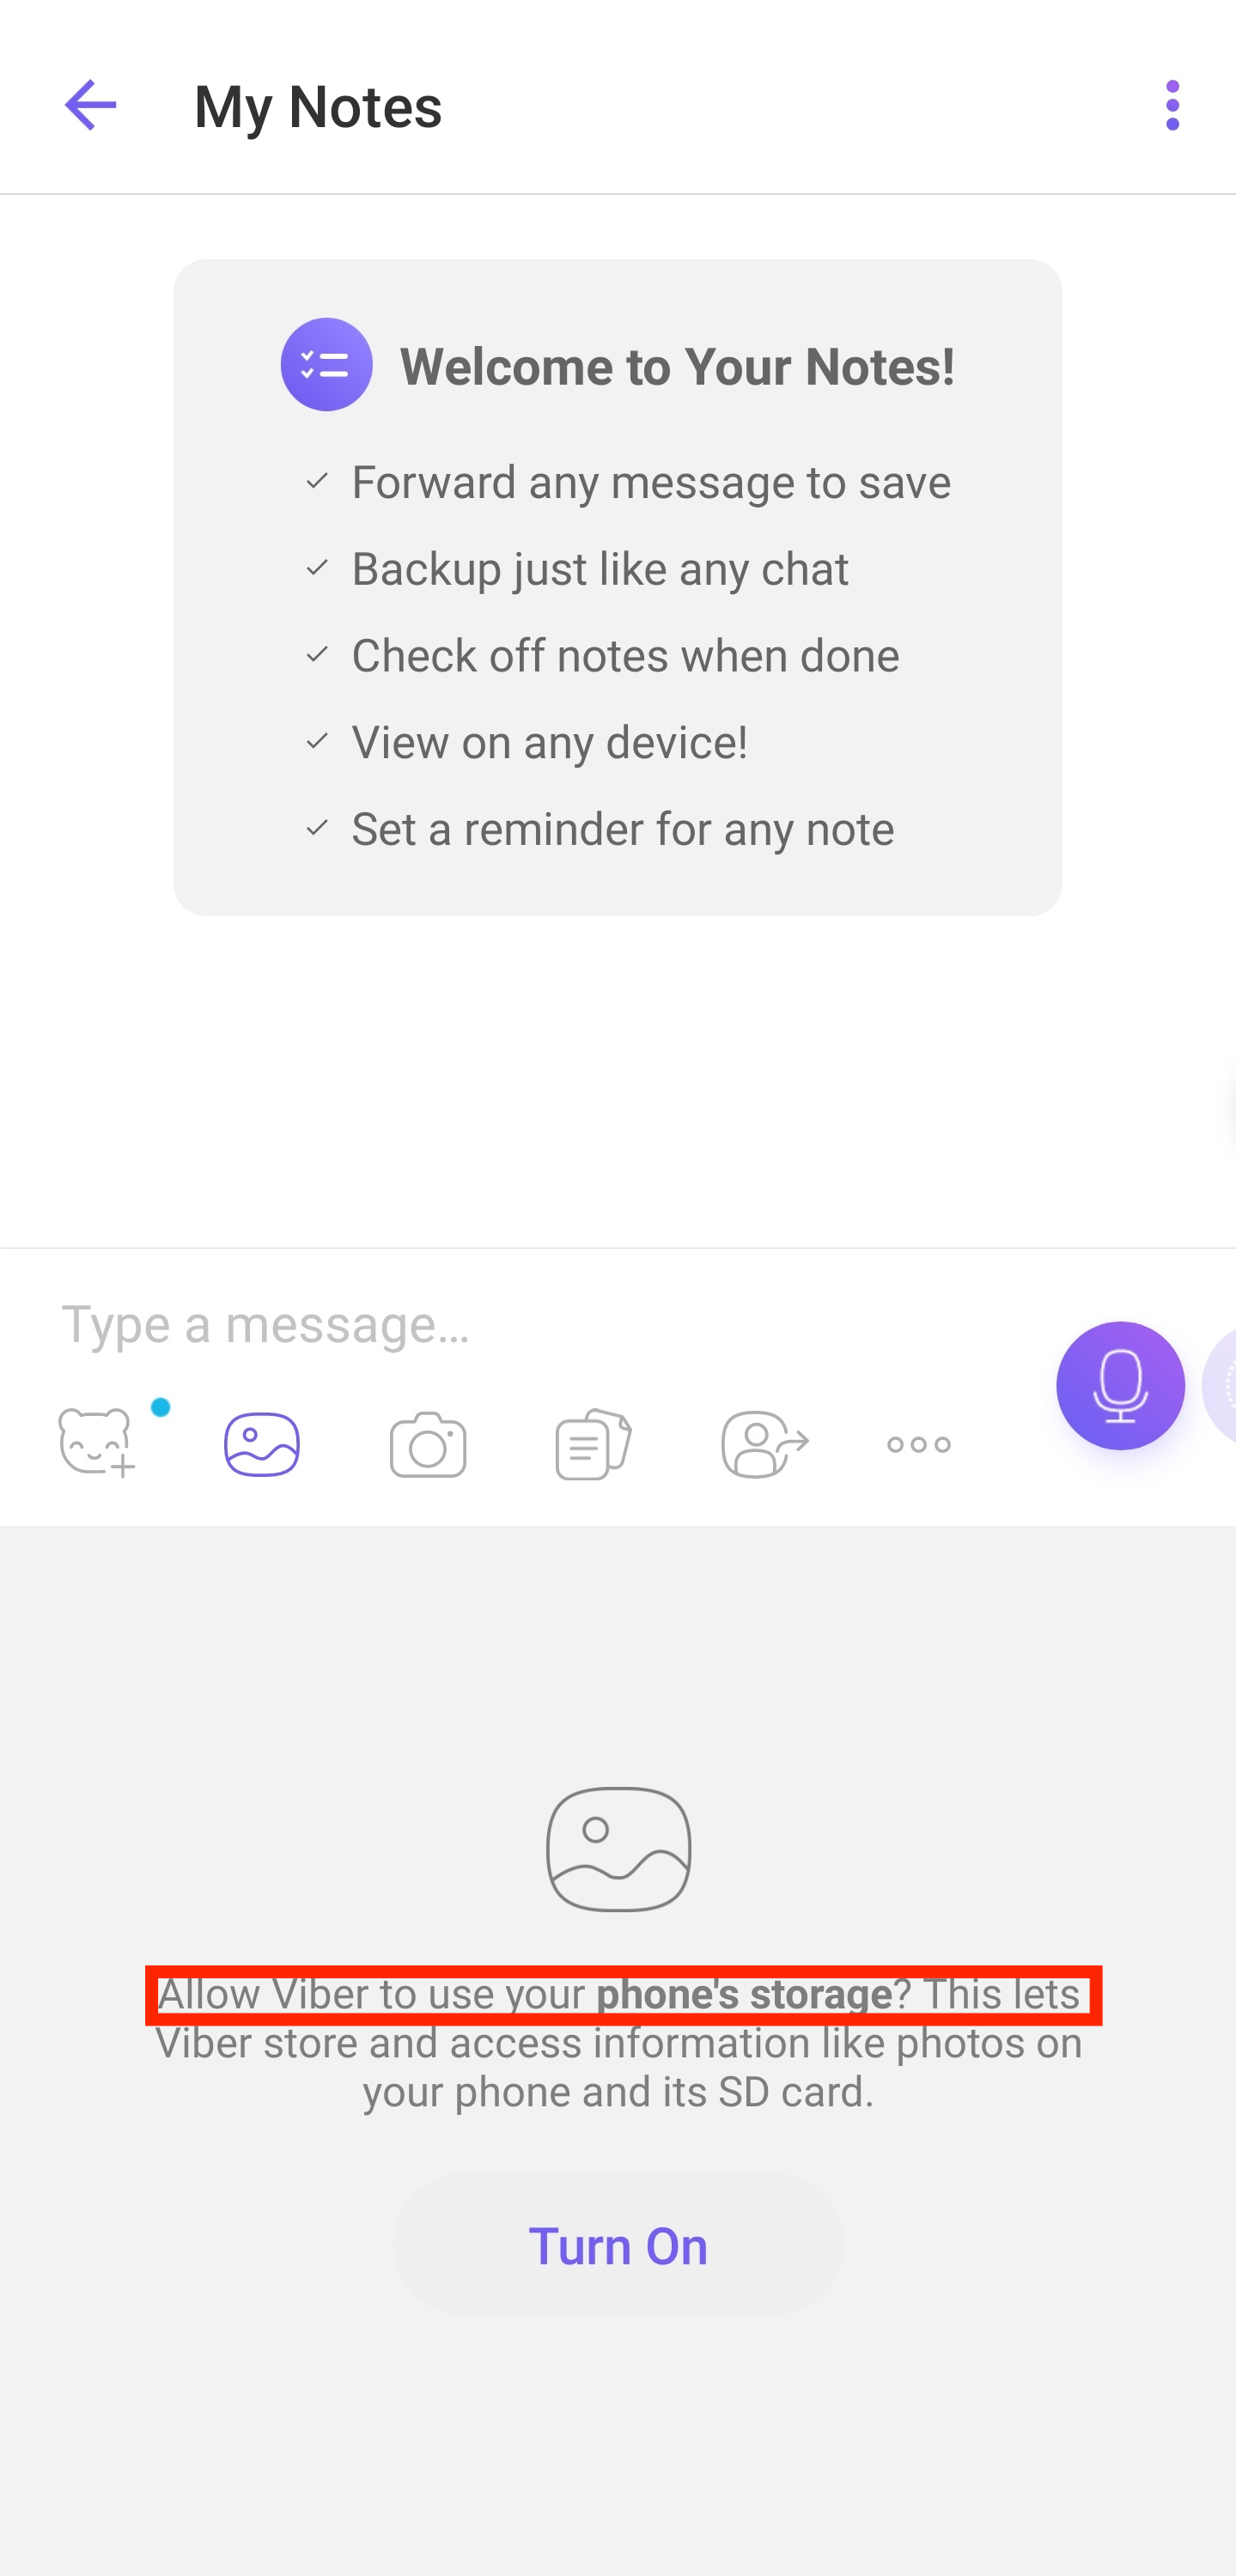 My Notes
Welcome to Your Notes!
Forward any message to save
Backup just like any chat
Check off notes when done
View on any device!
Set a reminder for any note
Type a message...
Allow Viber to use your phone's storage? This lets
Viber store and access information like photos on
your phone and its SD card.
Turn On